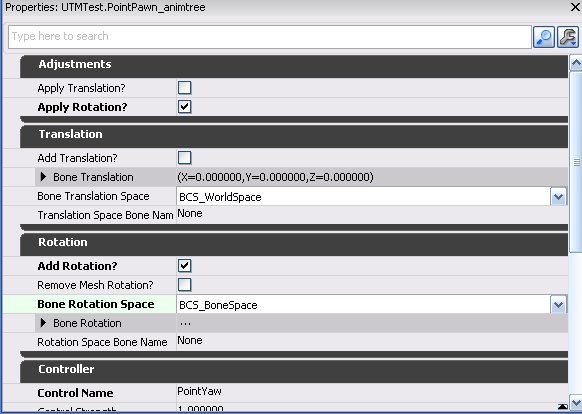 Properties: UTMTest.PointPawn_animtree
Type here to search
Adjustments
Apply Translation?
Apply Rotation?
Translation
Add Translation?
Bone Translation (X=0.000000,Y=0.000000,Z=0.000000)
Bone Translation Space BCS_WorldSpace
Translation Space Bone Nam None
Rotation
Add Rotation?
Remove Mesh Rotation?
Bone Rotation Space BCS_BoneSpace
Bone Rotation ...
Rotation Space Bone Name None
Controller
Control Name PointYaw
Control Strength 1.000000